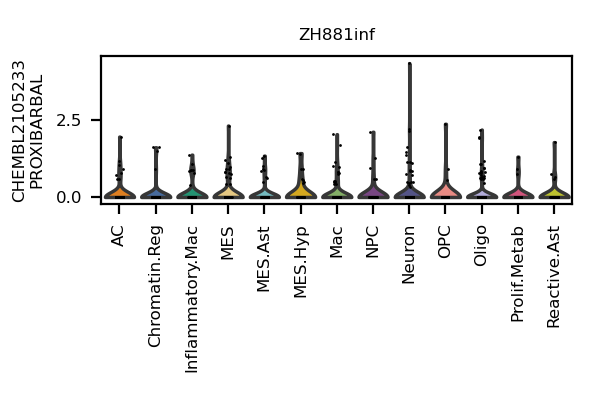 ZH881inf
CHEMBL2105233
PROXIBARBAL
2.5
0.0
AC
Chromatin.Reg
Inflammatory.Mac
MES
MES.Ast
MES.Hyp
Mac
NPC
Neuron
OPC
Oligo
Prolif.Metab
Reactive.Ast